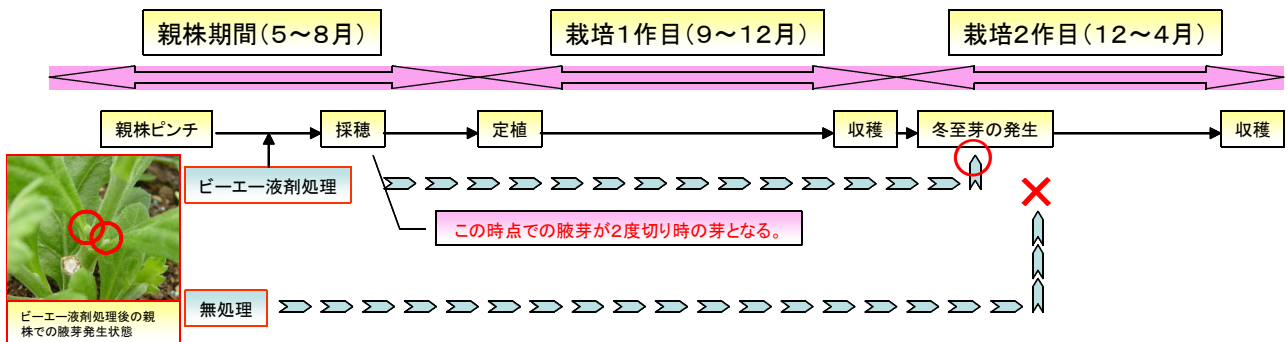 親株期間(5~8月)
栽培1作目(9~12月)
栽培2作目(12~4月)
親株ピンチ
採穂
定植
収穫
冬至芽の発生
収穫
ビーエー液剤処理
この時点での腋芽が2度切り時の芽となる。
無処理
ビーエー液剤処理後の親
株での腋芽発生状態